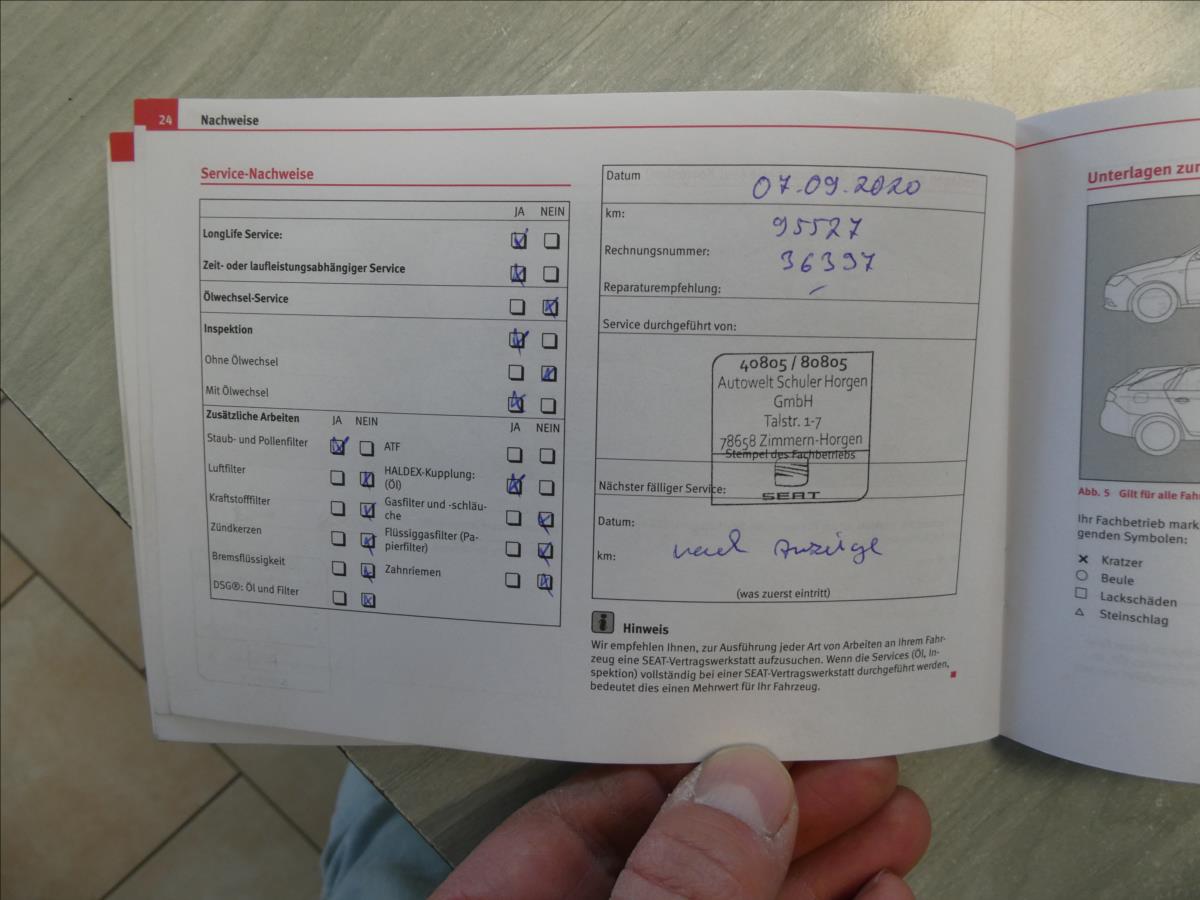 24 Nachweise
Service-Nachweise
JA NEIN
LongLife Service:
Zeit- oder laufleistungsabhängiger Service
Ölwechsel-Service
Inspektion
Ohne Ölwechsel
Mit Ölwechsel
Zusätzliche Arbeiten JA NEIN JA NEIN
Staub- und Pollenfilter ATF
Luftfilter HALDEX-Kupplung:
(Öl)
Kraftstofffilter Gasfilter und -schläu-
che
Zündkerzen Flüssiggasfilter (Pa-
pierfilter)
Bremsflüssigkeit Zahnriemen
DSG®: Öl und Filter
Datum 07.09.2020
km: 95527
Rechnungsnummer: 36397
Reparaturempfehlung: -
Service durchgeführt von:
40805 / 80805
Autowelt Schuler Horgen
GmbH
Talstr. 1-7
78658 Zimmern-Horgen
Stempel des Fachbetriebs
SEAT
Nächster fälliger Service:
Datum:
km: nach Anzeige
(was zuerst eintritt)
i Hinweis
Wir empfehlen Ihnen, zur Ausführung jeder Art von Arbeiten an Ihrem Fahr-
zeug eine SEAT-Vertragswerkstatt aufzusuchen. Wenn die Services (Öl, In-
spektion) vollständig bei einer SEAT-Vertragswerkstatt durchgeführt werden,
bedeutet dies einen Mehrwert für Ihr Fahrzeug.
Unterlagen zur
Abb. 5 Gilt für alle Fah
Ihr Fachbetrieb mark
genden Symbolen:
Kratzer
Beule
Lackschäden
Steinschlag